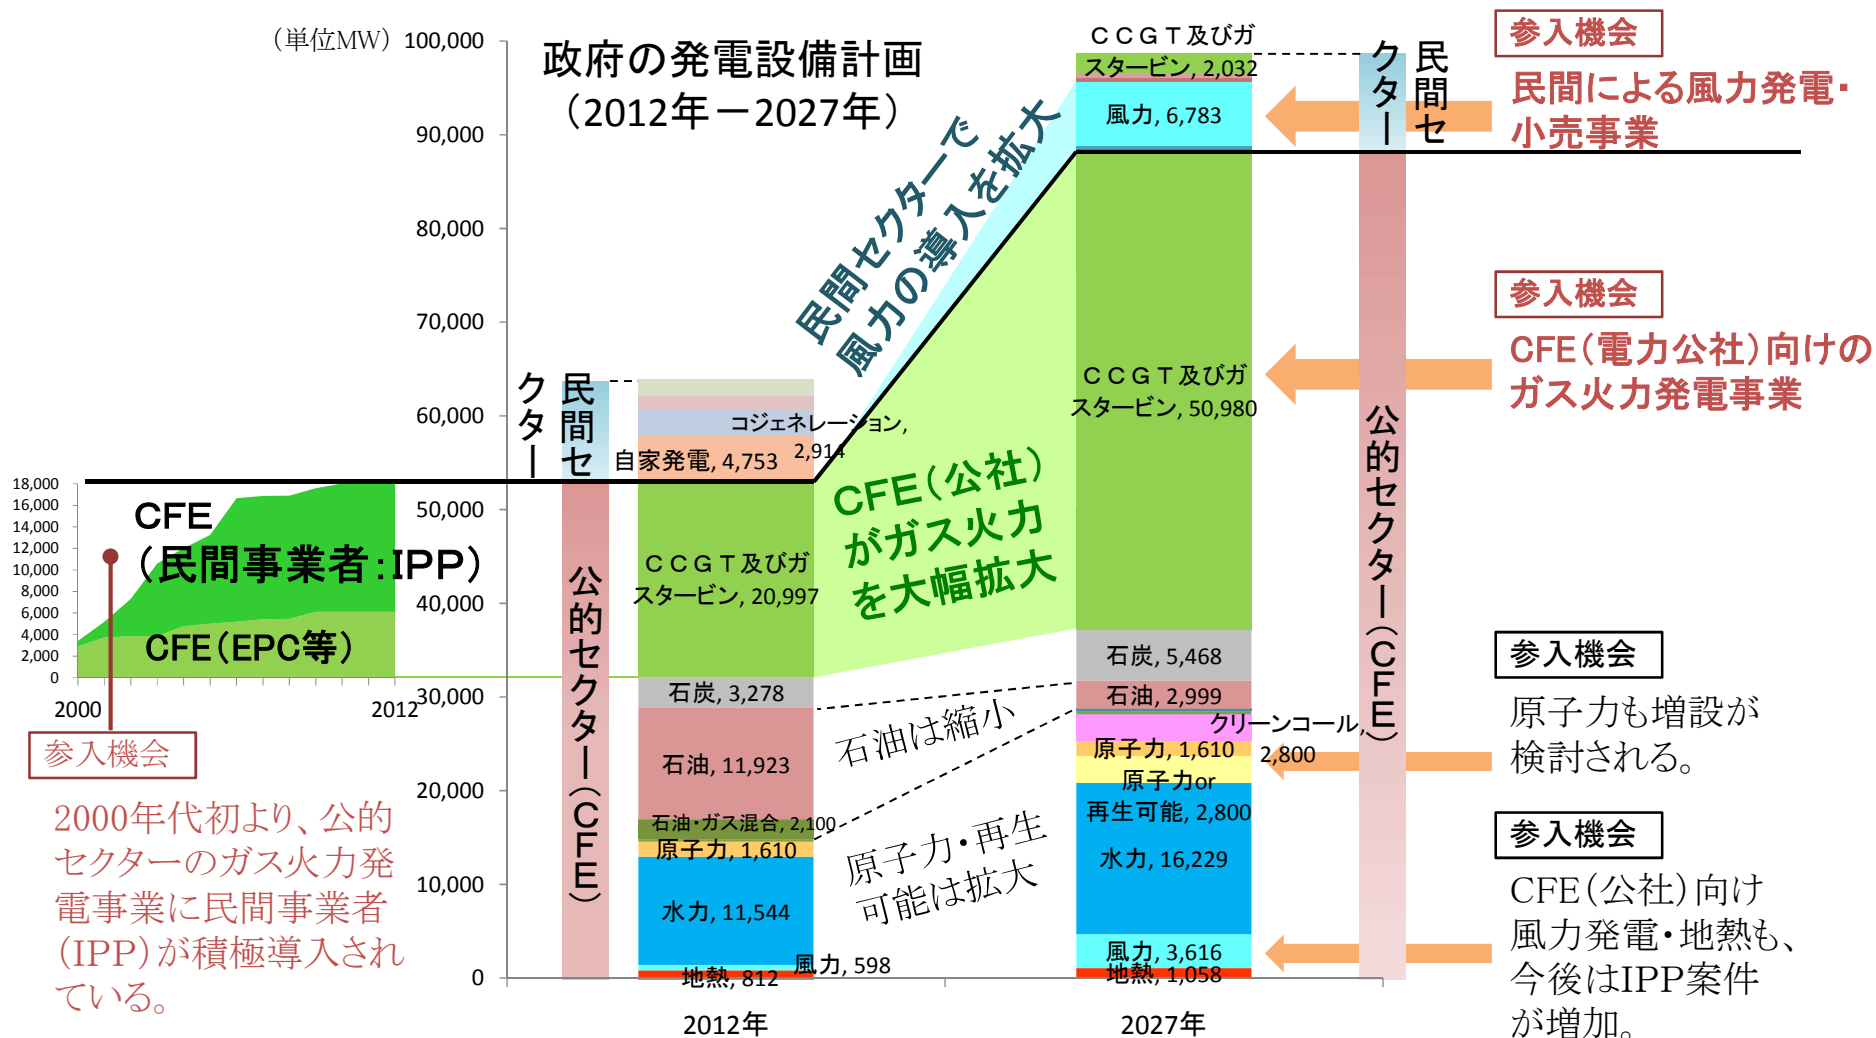 (単位MW)
政府の発電設備計画
(2012年－2027年)
100,000
90,000
80,000
70,000
60,000
50,000
40,000
30,000
20,000
10,000
0
2012年
2027年
民間セクター
公的セクター(CFE)
自家発電, 4,753
コジェネレーション,
2,914
CCGT及びガ
スタービン, 20,997
石炭, 3,278
石油, 11,923
石油・ガス混合, 2,100
原子力, 1,610
水力, 11,544
風力, 598
地熱, 812
民間セクターで
風力の導入を拡大
CFE(公社)
がガス火力
を大幅拡大
石油は縮小
原子力・再生
可能は拡大
CCGT及びガ
スタービン, 2,032
風力, 6,783
CCGT及びガ
スタービン, 50,980
石炭, 5,468
石油, 2,999
クリーンコール,
2,800
原子力, 1,610
原子力or
再生可能, 2,800
水力, 16,229
風力, 3,616
地熱, 1,058
民間セクター
公的セクター(CFE)
18,000
16,000
14,000
12,000
10,000
8,000
6,000
4,000
2,000
0
2000
2012
CFE
(民間事業者:IPP)
CFE(EPC等)
参入機会
2000年代初より、公的
セクターのガス火力発
電事業に民間事業者
(IPP)が積極導入され
ている。
参入機会
民間による風力発電・
小売事業
参入機会
CFE(電力公社)向けの
ガス火力発電事業
参入機会
原子力も増設が
検討される。
参入機会
CFE(公社)向け
風力発電・地熱も、
今後はIPP案件
が増加。